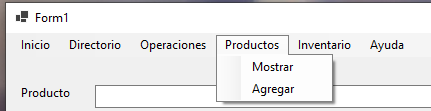 Form1
Inicio Directorio Operaciones Productos Inventario Ayuda
Mostrar
Agregar
Producto